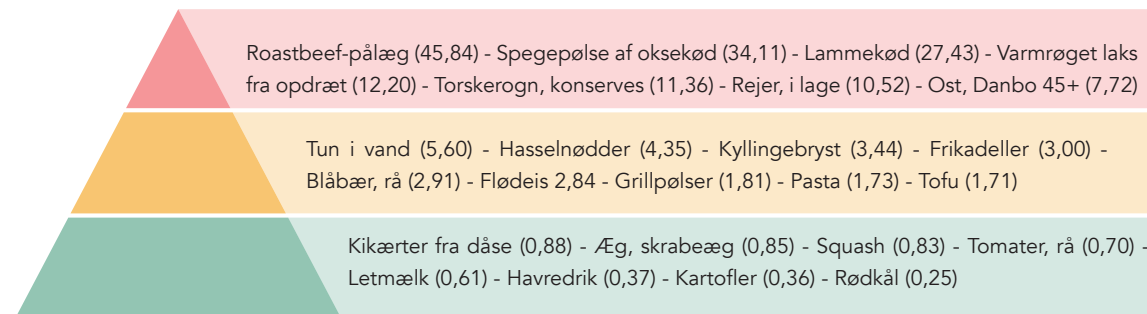 Roastbeef-pålæg (45,84) - Spegepølse af oksekød (34,11) - Lammekød (27,43) - Varmrøget laks
fra opdræt (12,20) - Torskerogn, konserves (11,36) - Rejer, i lage (10,52) - Ost, Danbo 45+ (7,72)
Tun i vand (5,60) - Hasselnødder (4,35) - Kyllingebryst (3,44) - Frikadeller (3,00) -
Blåbær, rå (2,91) - Flødeis 2,84 - Grillpølser (1,81) - Pasta (1,73) - Tofu (1,71)
Kikærter fra dåse (0,88) - Æg, skrabeæg (0,85) - Squash (0,83) - Tomater, rå (0,70) -
Letmælk (0,61) - Havredrik (0,37) - Kartofler (0,36) - Rødkål (0,25)